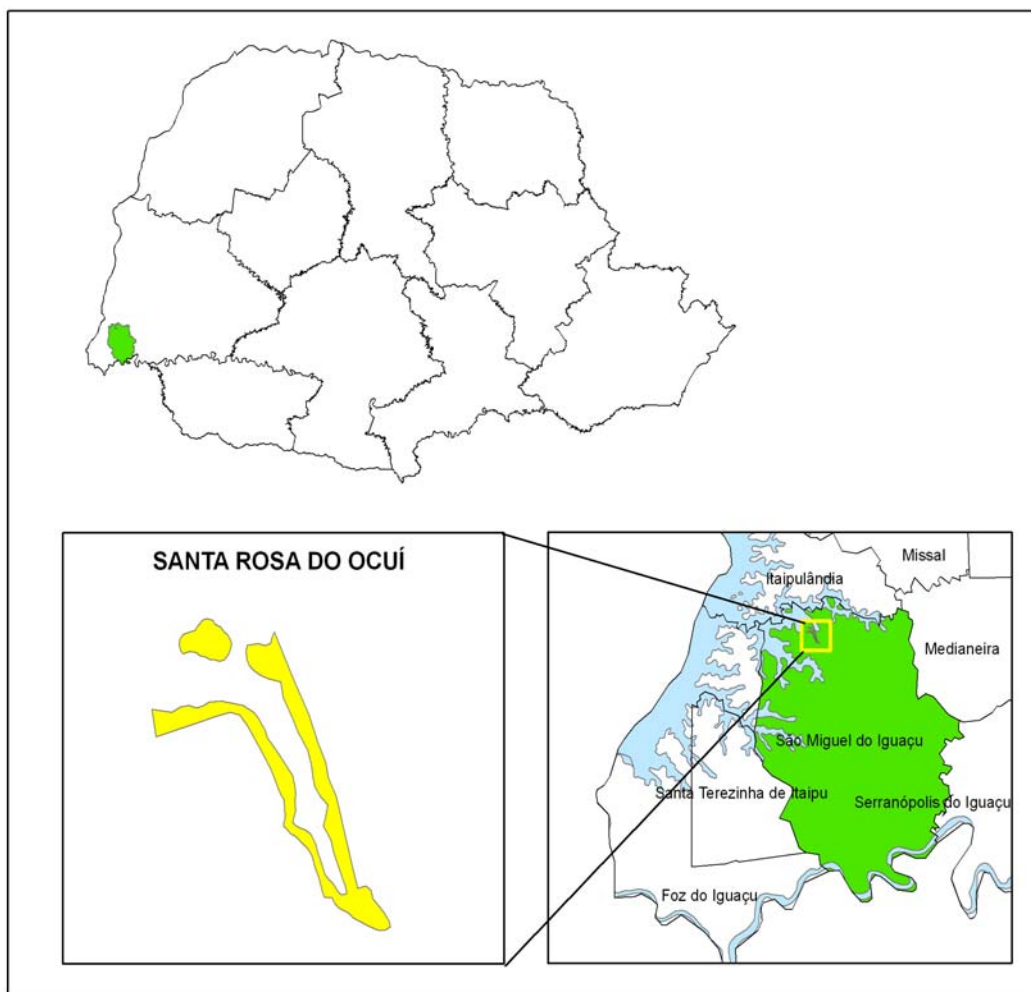 SANTA ROSA DO OCUÍ
Missal
Itaipulândia
Medianeira
São Miguel do Iguaçu
Santa Terezinha de Itaipu
Serranópolis do Iguaçu
Foz do Iguaçu